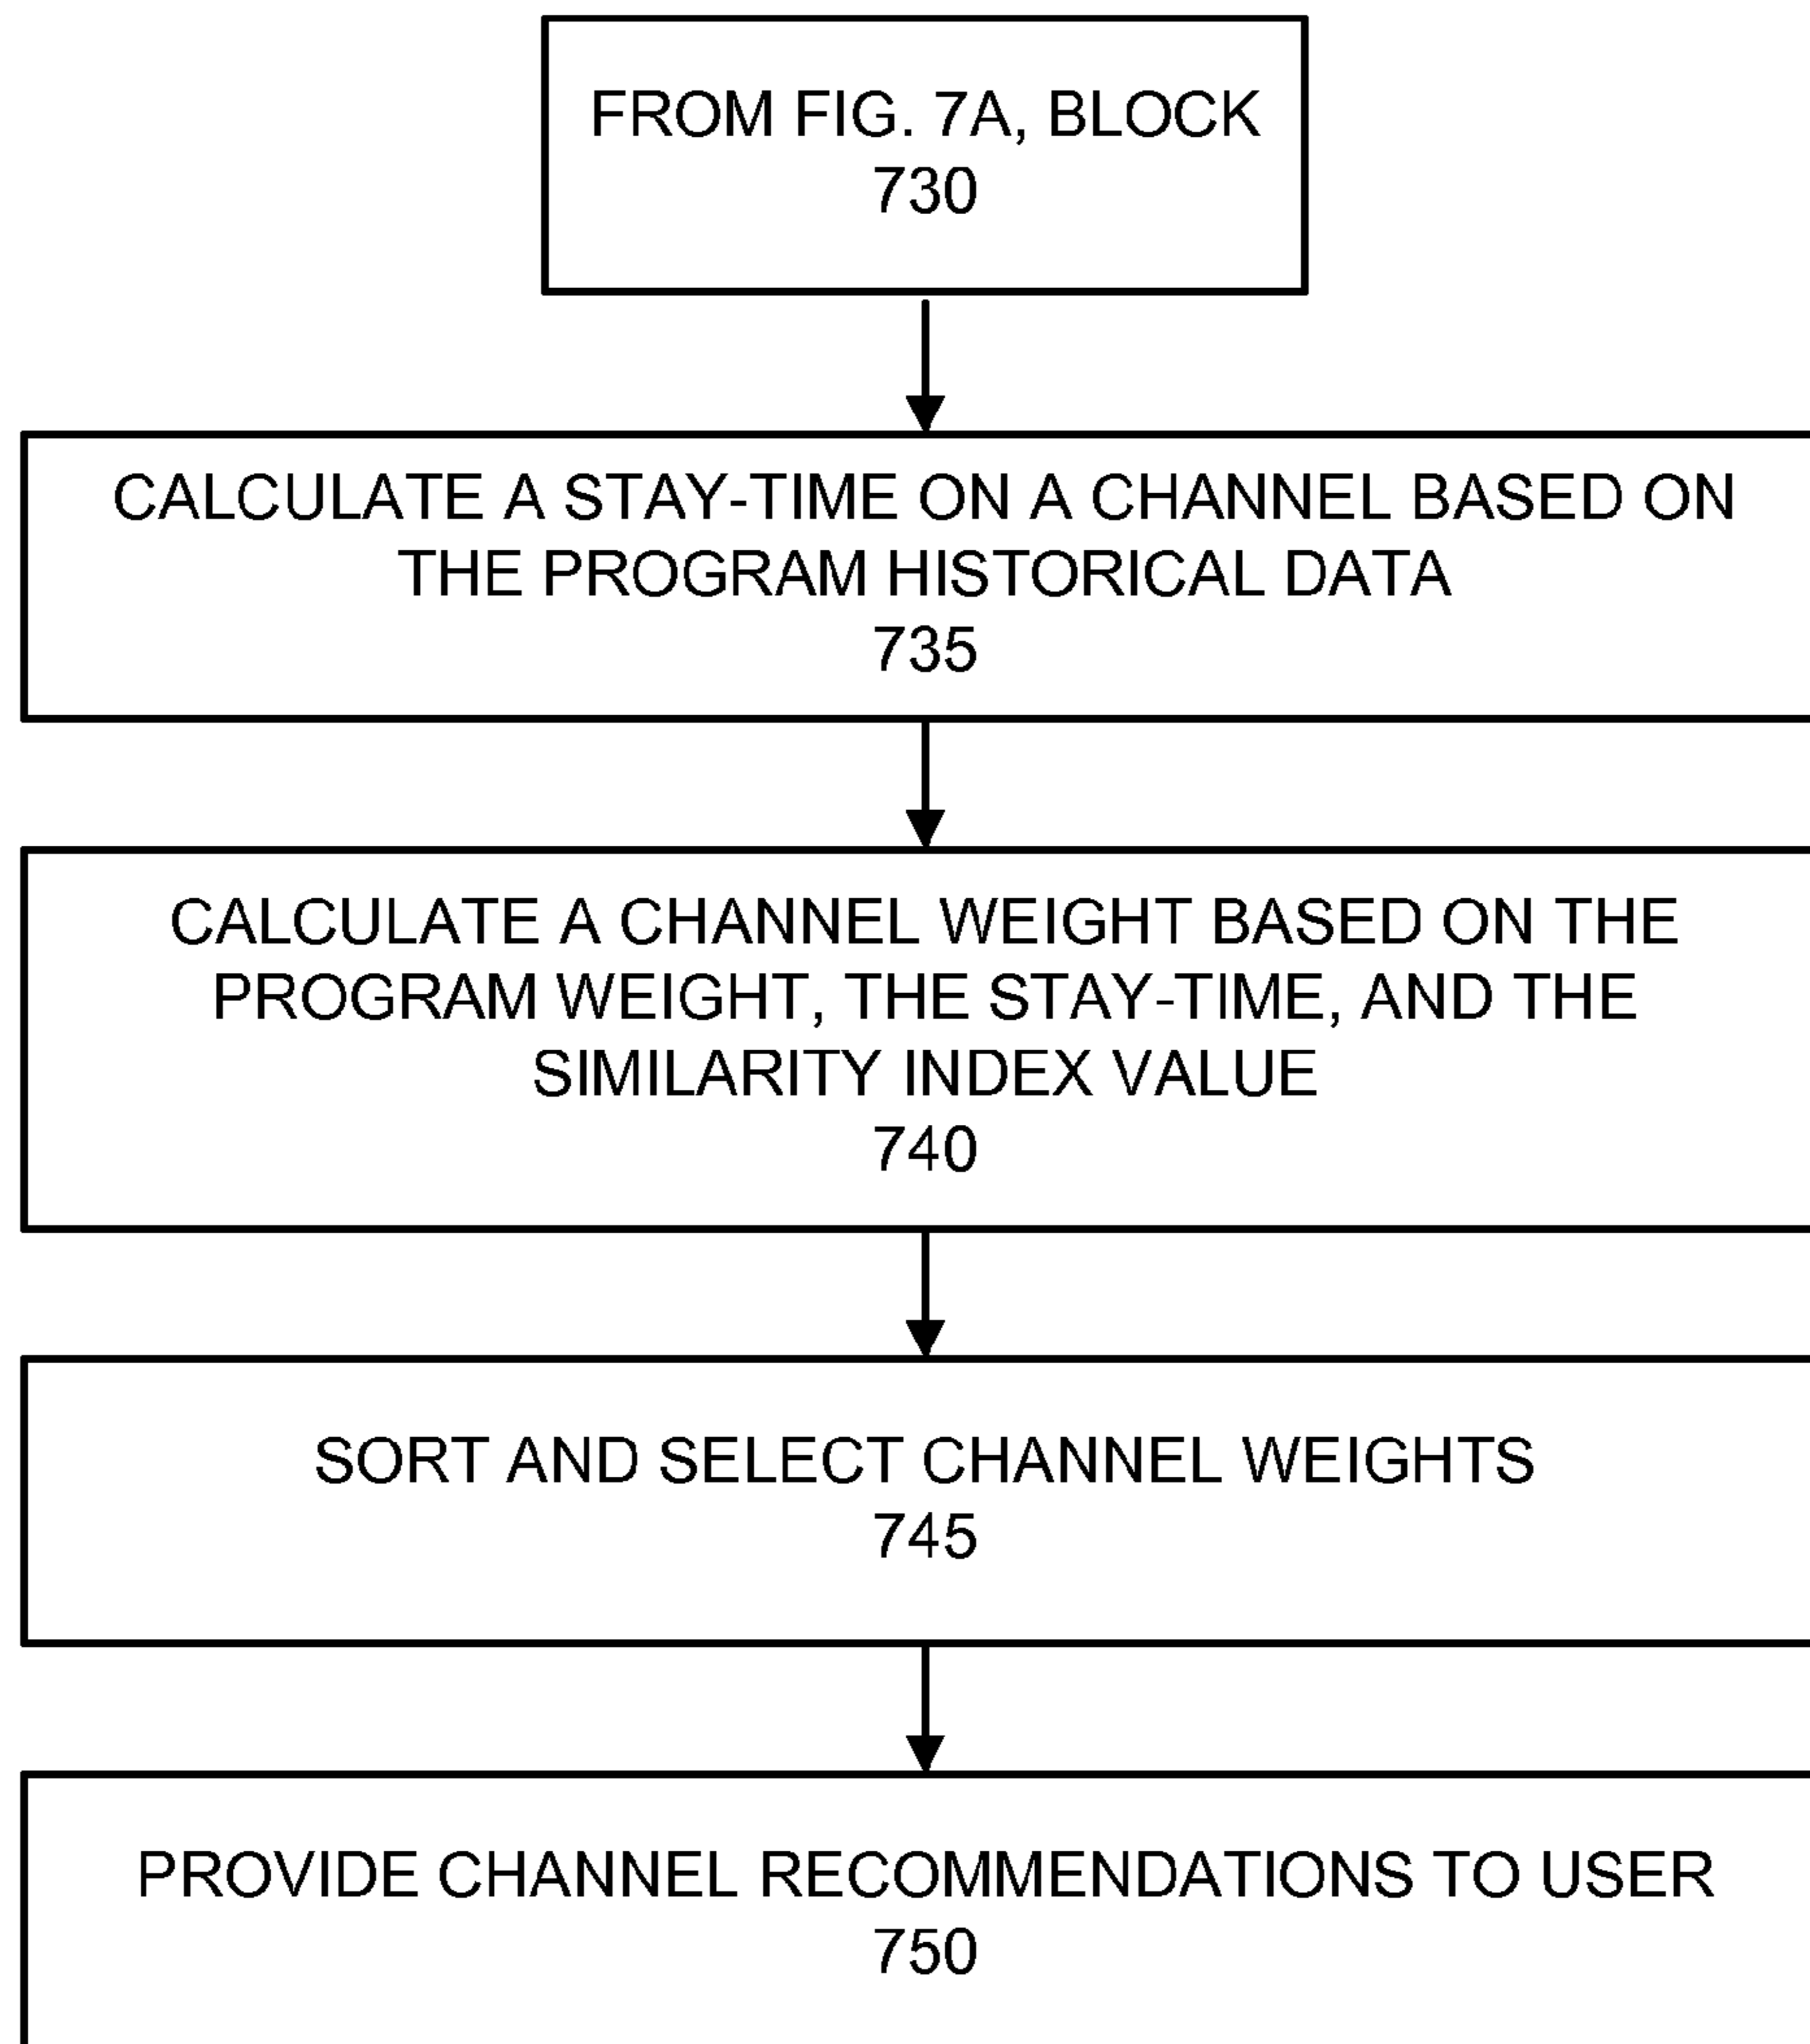 FROM FIG. 7A, BLOCK
730
CALCULATE A STAY-TIME ON A CHANNEL BASED ON
THE PROGRAM HISTORICAL DATA
735
CALCULATE A CHANNEL WEIGHT BASED ON THE
PROGRAM WEIGHT, THE STAY-TIME, AND THE
SIMILARITY INDEX VALUE
740
SORT AND SELECT CHANNEL WEIGHTS
745
PROVIDE CHANNEL RECOMMENDATIONS TO USER
750